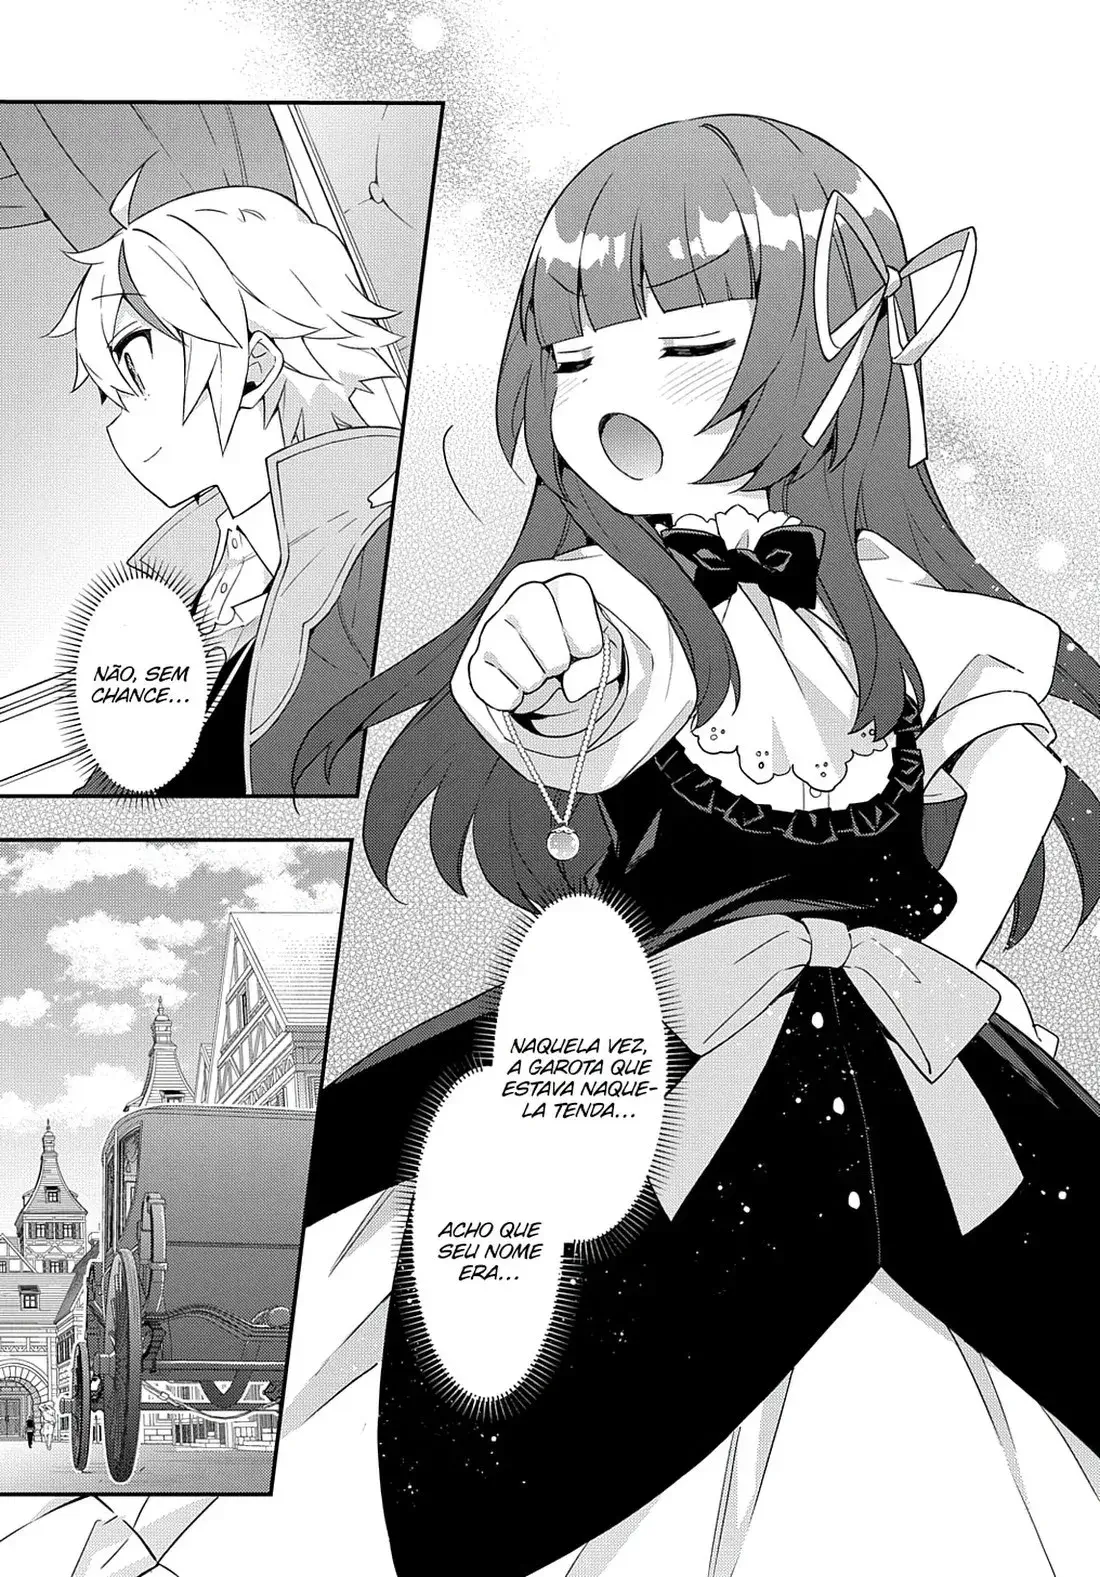 NAQUELA VEZ,
A GAROTA QUE
ESTAVA NAQUE-
LA TENDA...
ACHO QUE
SEU NOME
ERA...
NÃO, SEM
CHANCE...